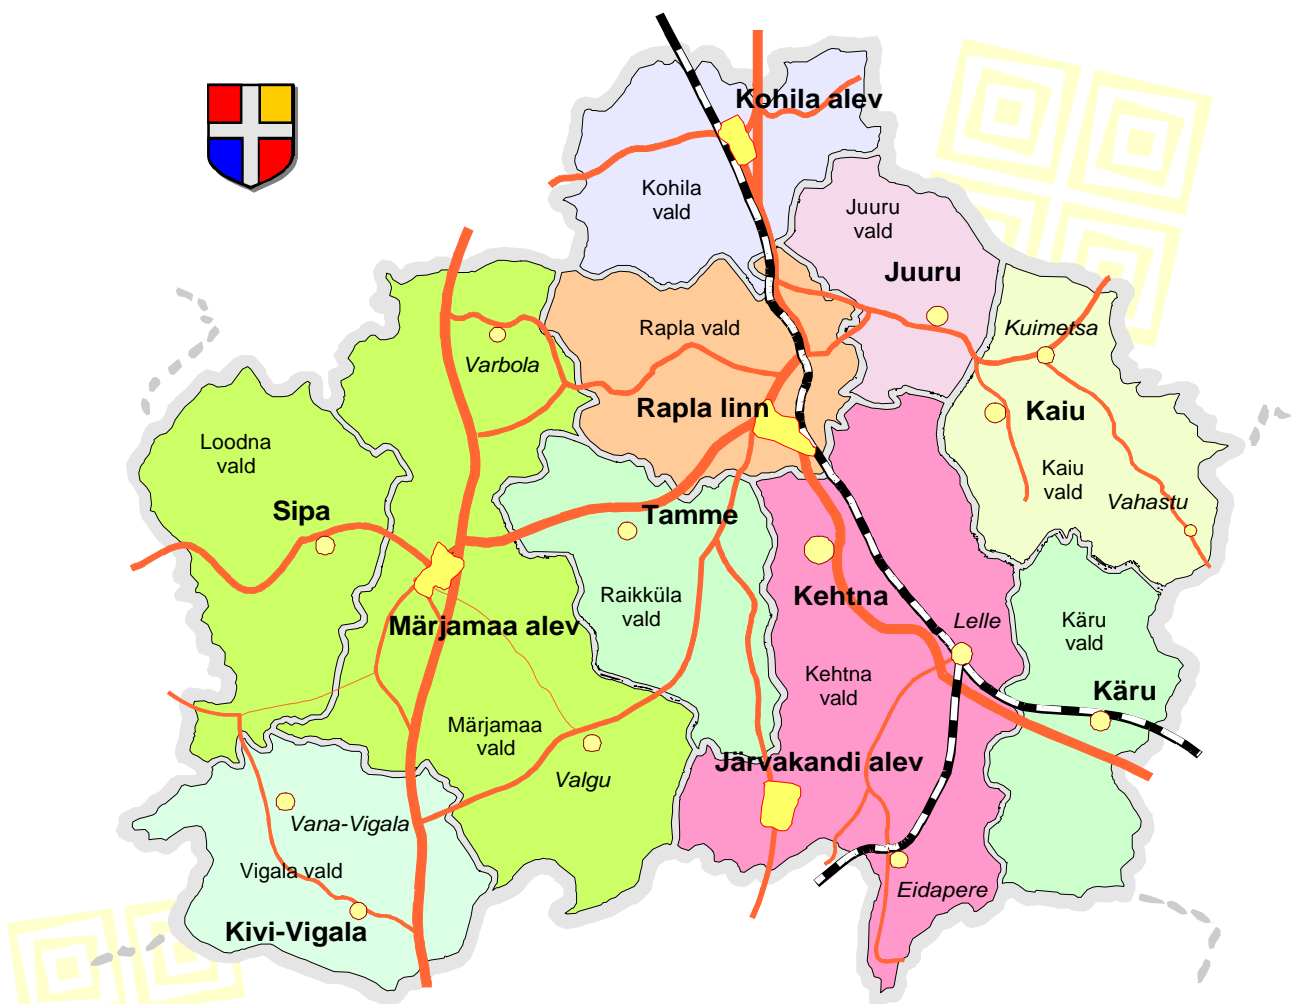 Kohila alev
Kohila
vald
Juuru
vald
Juuru
Kuimetsa
Rapla vald
Varbola
Rapla linn
Kaiu
Loodna
vald
Kaiu
vald
Vahastu
Sipa
Tamme
Raikküla
vald
Kehtna
Lelle
Käru
vald
Märjamaa alev
Kehtna
vald
Käru
Märjamaa
vald
Järvakandi alev
Valgu
Vana-Vigala
Vigala vald
Eidapere
Kivi-Vigala